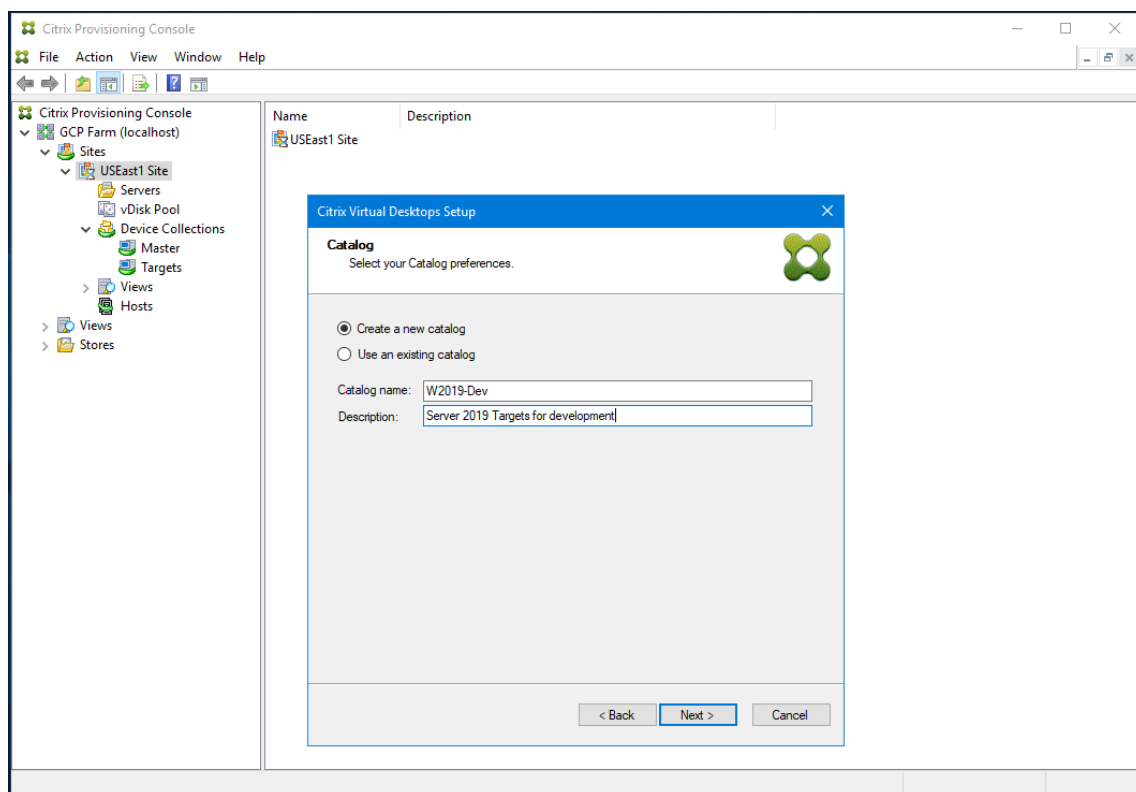 Citrix Provisioning Console
File Action View Window Help
Citrix Provisioning Console
GCP Farm (localhost)
Sites
USEast1 Site
Servers
vDisk Pool
Device Collections
Master
Targets
Views
Hosts
Views
Stores
Name Description
USEast1 Site
Citrix Virtual Desktops Setup
Catalog
Select your Catalog preferences.
Create a new catalog
Use an existing catalog
Catalog name: W2019-Dev
Description: Server 2019 Targets for development
< Back Next > Cancel